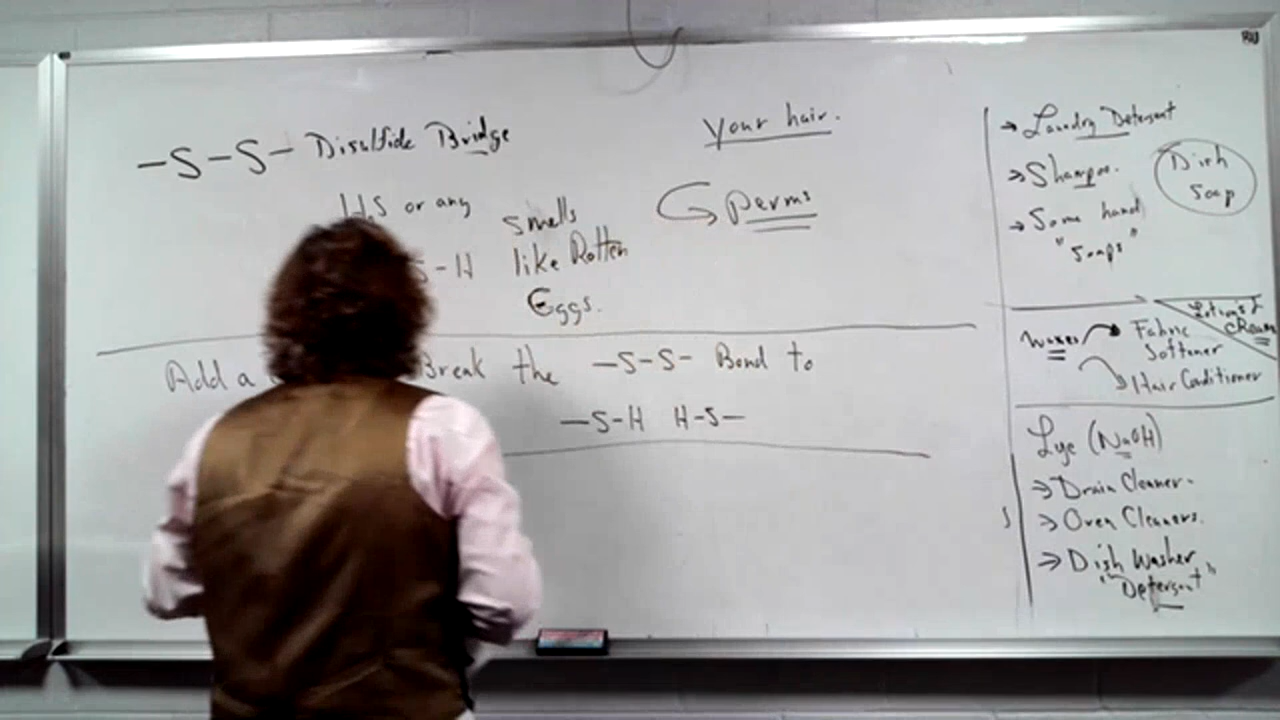 -S-S- Disulfide Bridge
your hair.
H₂S or any
smells
Perms
S-H
like Rotten
Eggs.
Add a
Break the -S-S- Bond to
-S-H H-S-
→ Laundry Detergent
→ Shampoo.
→ Some hand
"Soaps"
Dish
Soap
Lotions &
CReams
Waxes
Fabric
Softener
Hair Conditioner
Lye (NaOH)
→ Drain Cleaner.
→ Oven Cleaners.
→ Dish Washer
"Detergent"